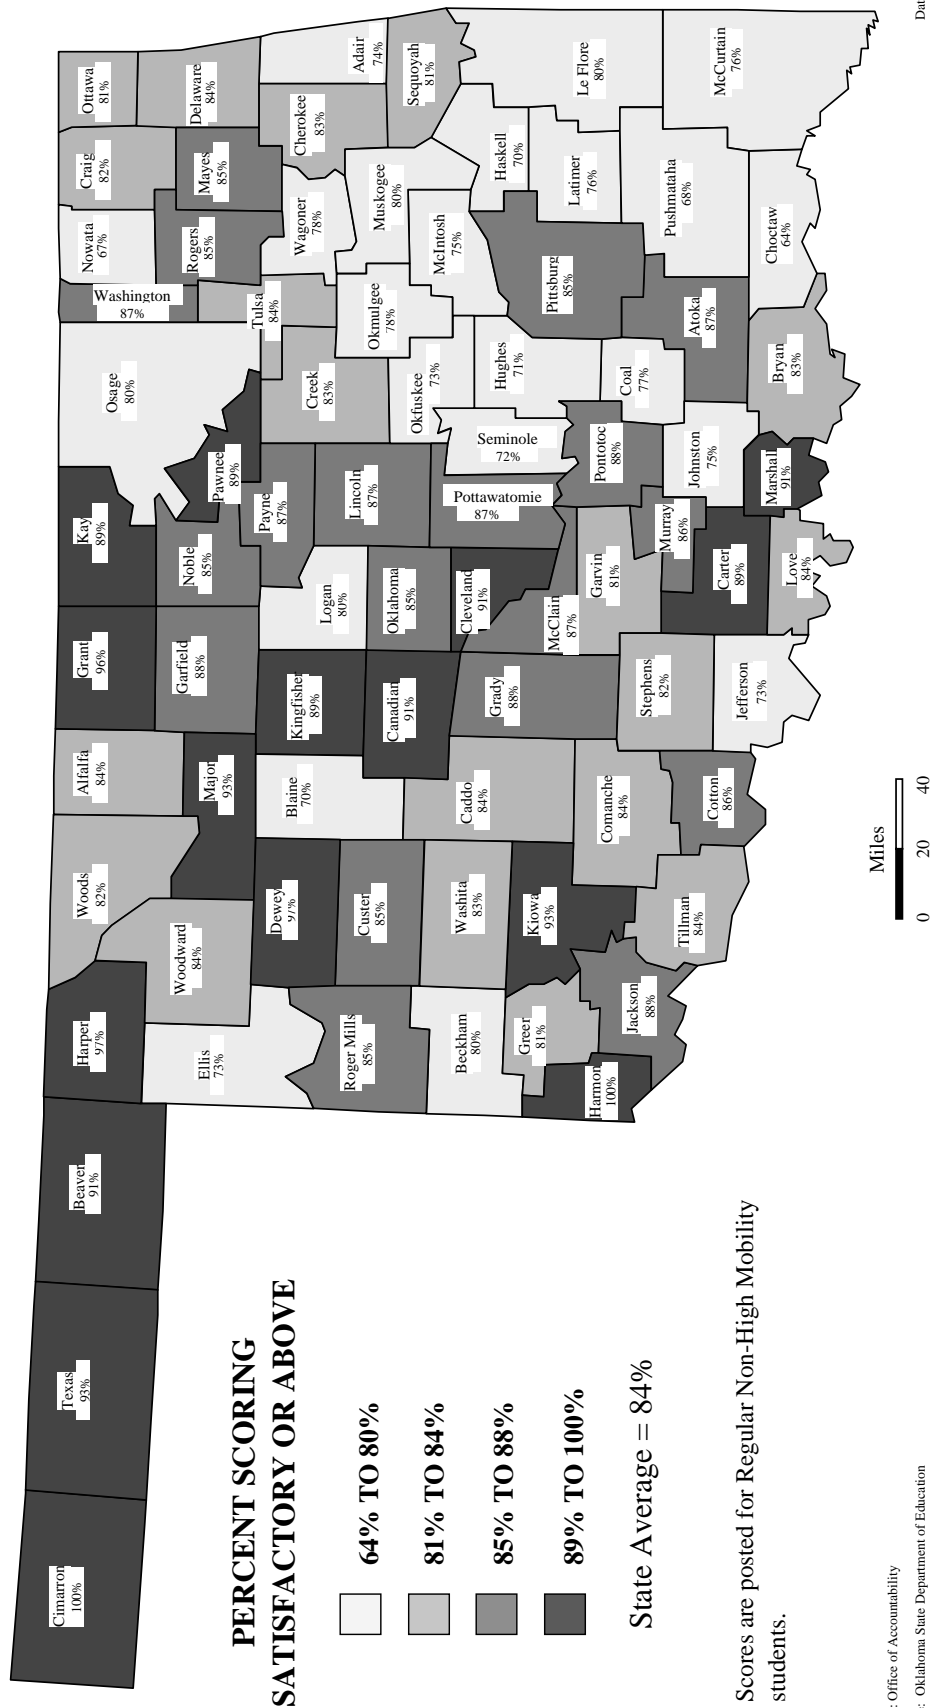 Cimarron
100%
Texas
93%
Beaver
91%
Harper
97%
Woods
82%
Alfalfa
84%
Grant
96%
Kay
89%
Osage
80%
Washington
87%
Nowata
67%
Craig
82%
Ottawa
81%
Ellis
73%
Woodward
84%
Major
93%
Garfield
88%
Noble
85%
Pawnee
89%
Rogers
85%
Mayes
85%
Delaware
84%
Dewey
Blaine
70%
Kingfisher
89%
Logan
80%
Payne
87%
Creek
83%
Tulsa
84%
Wagoner
78%
Cherokee
83%
Adair
74%
Roger Mills
85%
Custer
85%
Canadian
91%
Oklahoma
85%
Lincoln
87%
Okfuskee
73%
Okmulgee
78%
Muskogee
80%
Sequoyah
81%
Beckham
80%
Washita
83%
Caddo
84%
Grady
88%
Cleveland
91%
Pottawatomie
87%
Seminole
72%
Hughes
71%
McIntosh
75%
Haskell
70%
Greer
81%
Kiowa
93%
Comanche
84%
McClain
87%
Garvin
81%
Pontotoc
88%
Coal
77%
Pittsburg
85%
Latimer
76%
Le Flore
80%
Harmon
100%
Jackson
88%
Tillman
84%
Cotton
86%
Stephens
82%
Murray
86%
Johnston
75%
Atoka
87%
Pushmataha
68%
McCurtain
76%
Jefferson
73%
Carter
89%
Love
84%
Marshall
91%
Bryan
83%
Choctaw
64%
PERCENT SCORING
SATISFACTORY OR ABOVE
64% TO 80%
81% TO 84%
85% TO 88%
89% TO 100%
State Average = 84%
Scores are posted for Regular Non-High Mobility
students.
Miles
0 20 40
: Office of Accountability
: Oklahoma State Department of Education
Dat